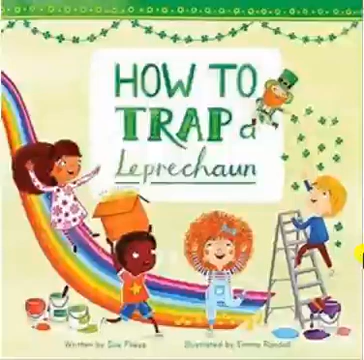 HOW TO
TRAP a
Leprechaun
Written by Sue Fliess
Illustrated by Emma Randall